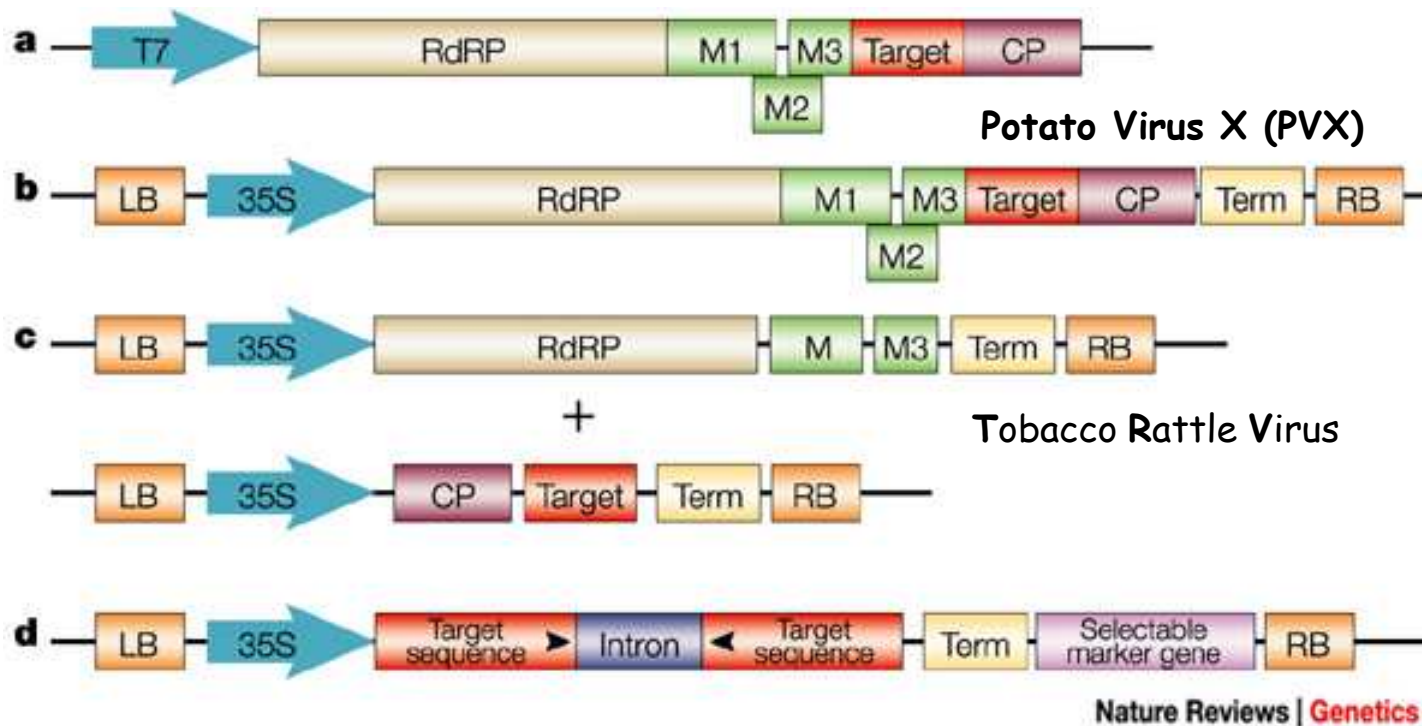 a T7 RdRP M1 M3 Target CP
M2
Potato Virus X (PVX)
b LB 35S RdRP M1 M3 Target CP Term RB
M2
c LB 35S RdRP M M3 Term RB
+
Tobacco Rattle Virus
LB 35S CP Target Term RB
d LB 35S Target sequence Intron Target sequence Term Selectable marker gene RB
Nature Reviews | Genetics